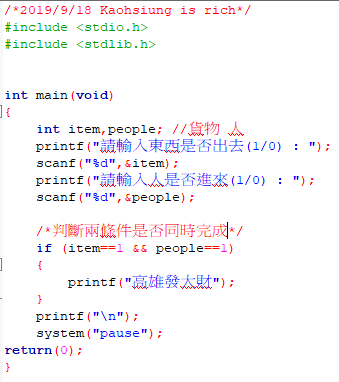 /*2019/9/18 Kaohsiung is rich*/
#include <stdio.h>
#include <stdlib.h>
int main(void)
{
int item,people; //貨物 人
printf("請輸入東西是否出去(1/0) : ");
scanf("%d",&item);
printf("請輸入人是否進來(1/0) : ");
scanf("%d",&people);
/*判斷兩條件是否同時完成*/
if (item==1 && people==1)
{
printf("高雄發大財");
}
printf("\n");
system("pause");
return(0);
}